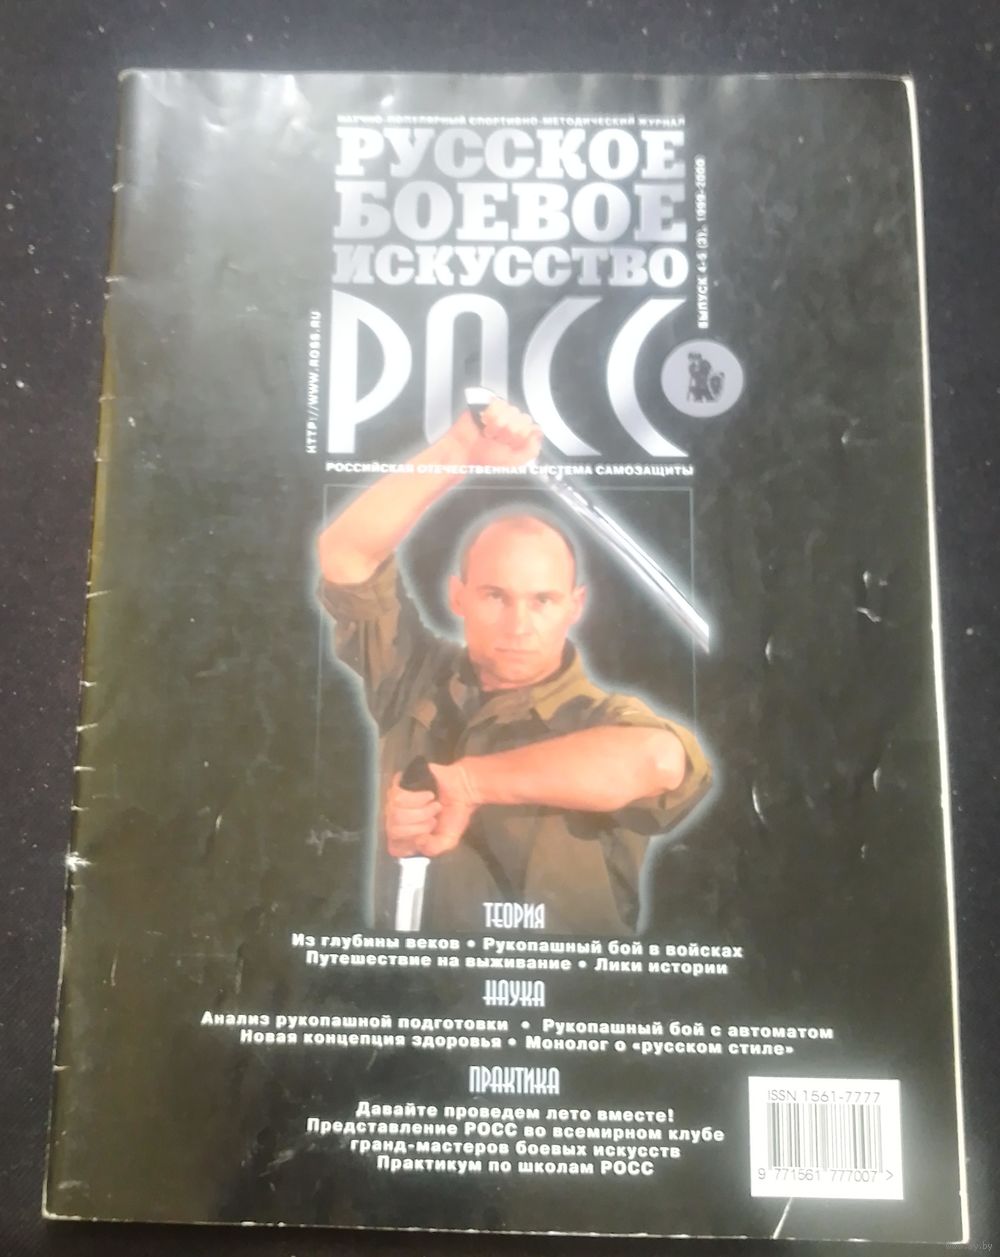 НАУЧНО-ПОПУЛЯРНЫЙ СПОРТИВНО-МЕТОДИЧЕСКИЙ ЖУРНАЛ
РУССКОЕ
БОЕВОЕ
ИСКУССТВО
РОСС
ВЫПУСК 4-5 (3), 1999-2000
HTTP://WWW.ROSS.RU
РОССИЙСКАЯ ОТЕЧЕСТВЕННАЯ СИСТЕМА САМОЗАЩИТЫ
ТЕОРИЯ
Из глубины веков • Рукопашный бой в войсках
Путешествие на выживание • Лики истории
НАУКА
Анализ рукопашной подготовки • Рукопашный бой с автоматом
Новая концепция здоровья • Монолог о «русском стиле»
ПРАКТИКА
Давайте проведем лето вместе!
Представление РОСС во всемирном клубе
гранд-мастеров боевых искусств
Практикум по школам РОСС
ISSN 1561-7777
9 771561 777007 >